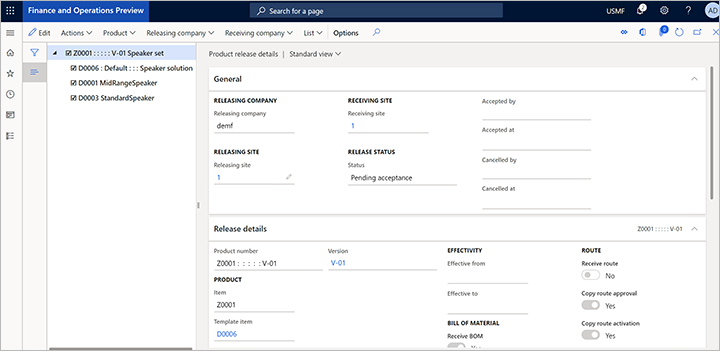 Finance and Operations Preview
Search for a page
USMF
AD
Edit Actions Product Releasing company Receiving company List Options
0
Z0001 : : : : : V-01 Speaker set
D0006 : Default : : : Speaker solution
D0001 MidRangeSpeaker
D0003 StandardSpeaker
Product release details | Standard view
General
RELEASING COMPANY
Releasing company
demf
RELEASING SITE
Releasing site
1
RECEIVING SITE
Receiving site
1
RELEASE STATUS
Status
Pending acceptance
Accepted by
Accepted at
Cancelled by
Cancelled at
Release details
Z0001 : : : : : V-01
Product number
Z0001 : : : : : V-01
PRODUCT
Item
Z0001
Template item
D0006
Version
V-01
EFFECTIVITY
Effective from
Effective to
BILL OF MATERIAL
Receive BOM
Yes
ROUTE
Receive route
No
Copy route approval
Yes
Copy route activation
Yes